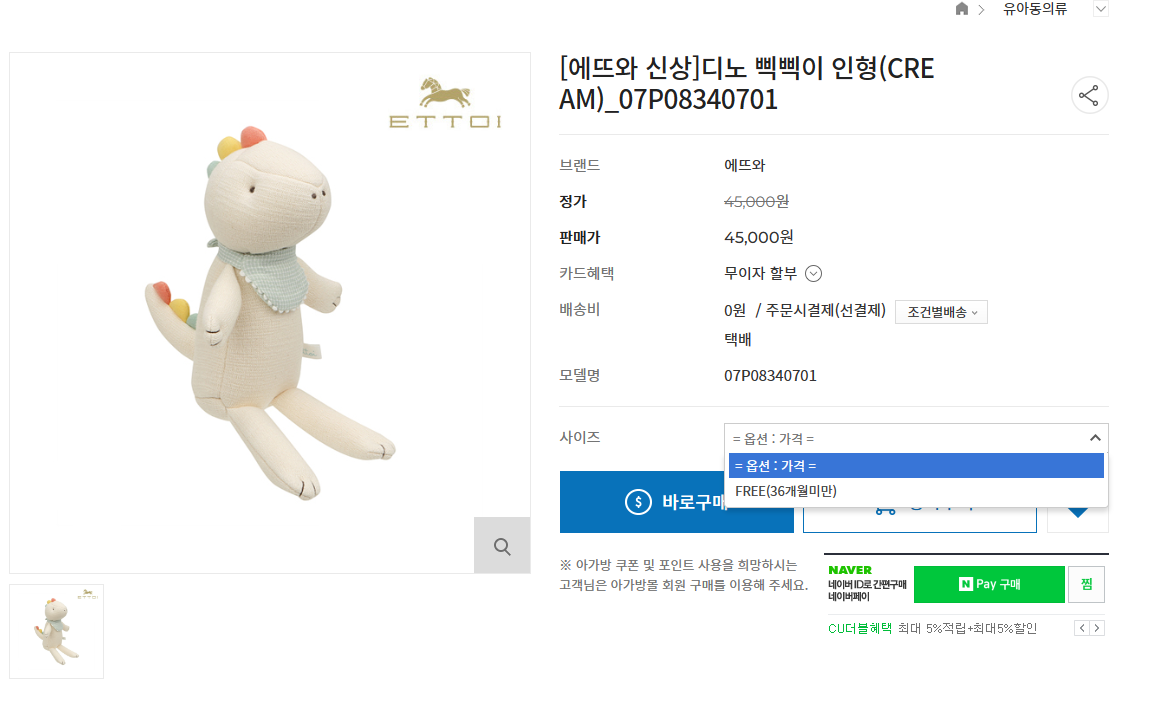 유아동의류
ETTOI
[에뜨와 신상]디노 삑삑이 인형(CRE
AM)_07P08340701
브랜드 에뜨와
정가 45,000원
판매가 45,000원
카드혜택 무이자 할부
배송비 0원 / 주문시결제(선결제) 조건별배송
택배
모델명 07P08340701
사이즈 = 옵션 : 가격 =
= 옵션 : 가격 =
FREE(36개월미만)
바로구매
※ 아가방 쿠폰 및 포인트 사용을 희망하시는
고객님은 아가방몰 회원 구매를 이용해 주세요.
NAVER
네이버ID로 간편구매
네이버페이
N Pay 구매
찜
CU더블혜택 최대 5%적립+최대5%할인